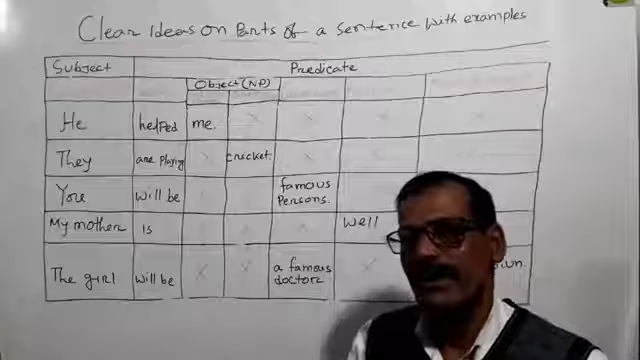 Clear Ideas on Parts of a Sentence with examples
Subject Predicate
Object (NP)
He helped me. x x x x
They are playing x cricket. x x x
You will be famous Persons.
My mother is x x x well
The girl will be x x a famous doctor x